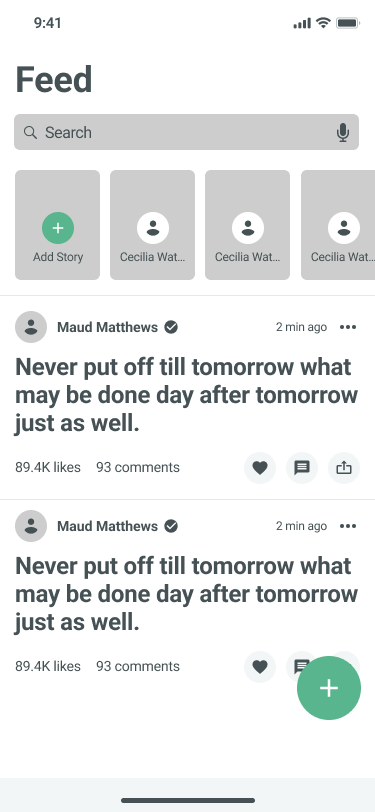 9:41
Feed
Search
Add Story
Cecilia Wat...
Cecilia Wat...
Cecilia Wat...
Maud Matthews
2 min ago
Never put off till tomorrow what
may be done day after tomorrow
just as well.
89.4K likes
93 comments
Maud Matthews
2 min ago
Never put off till tomorrow what
may be done day after tomorrow
just as well.
89.4K likes
93 comments